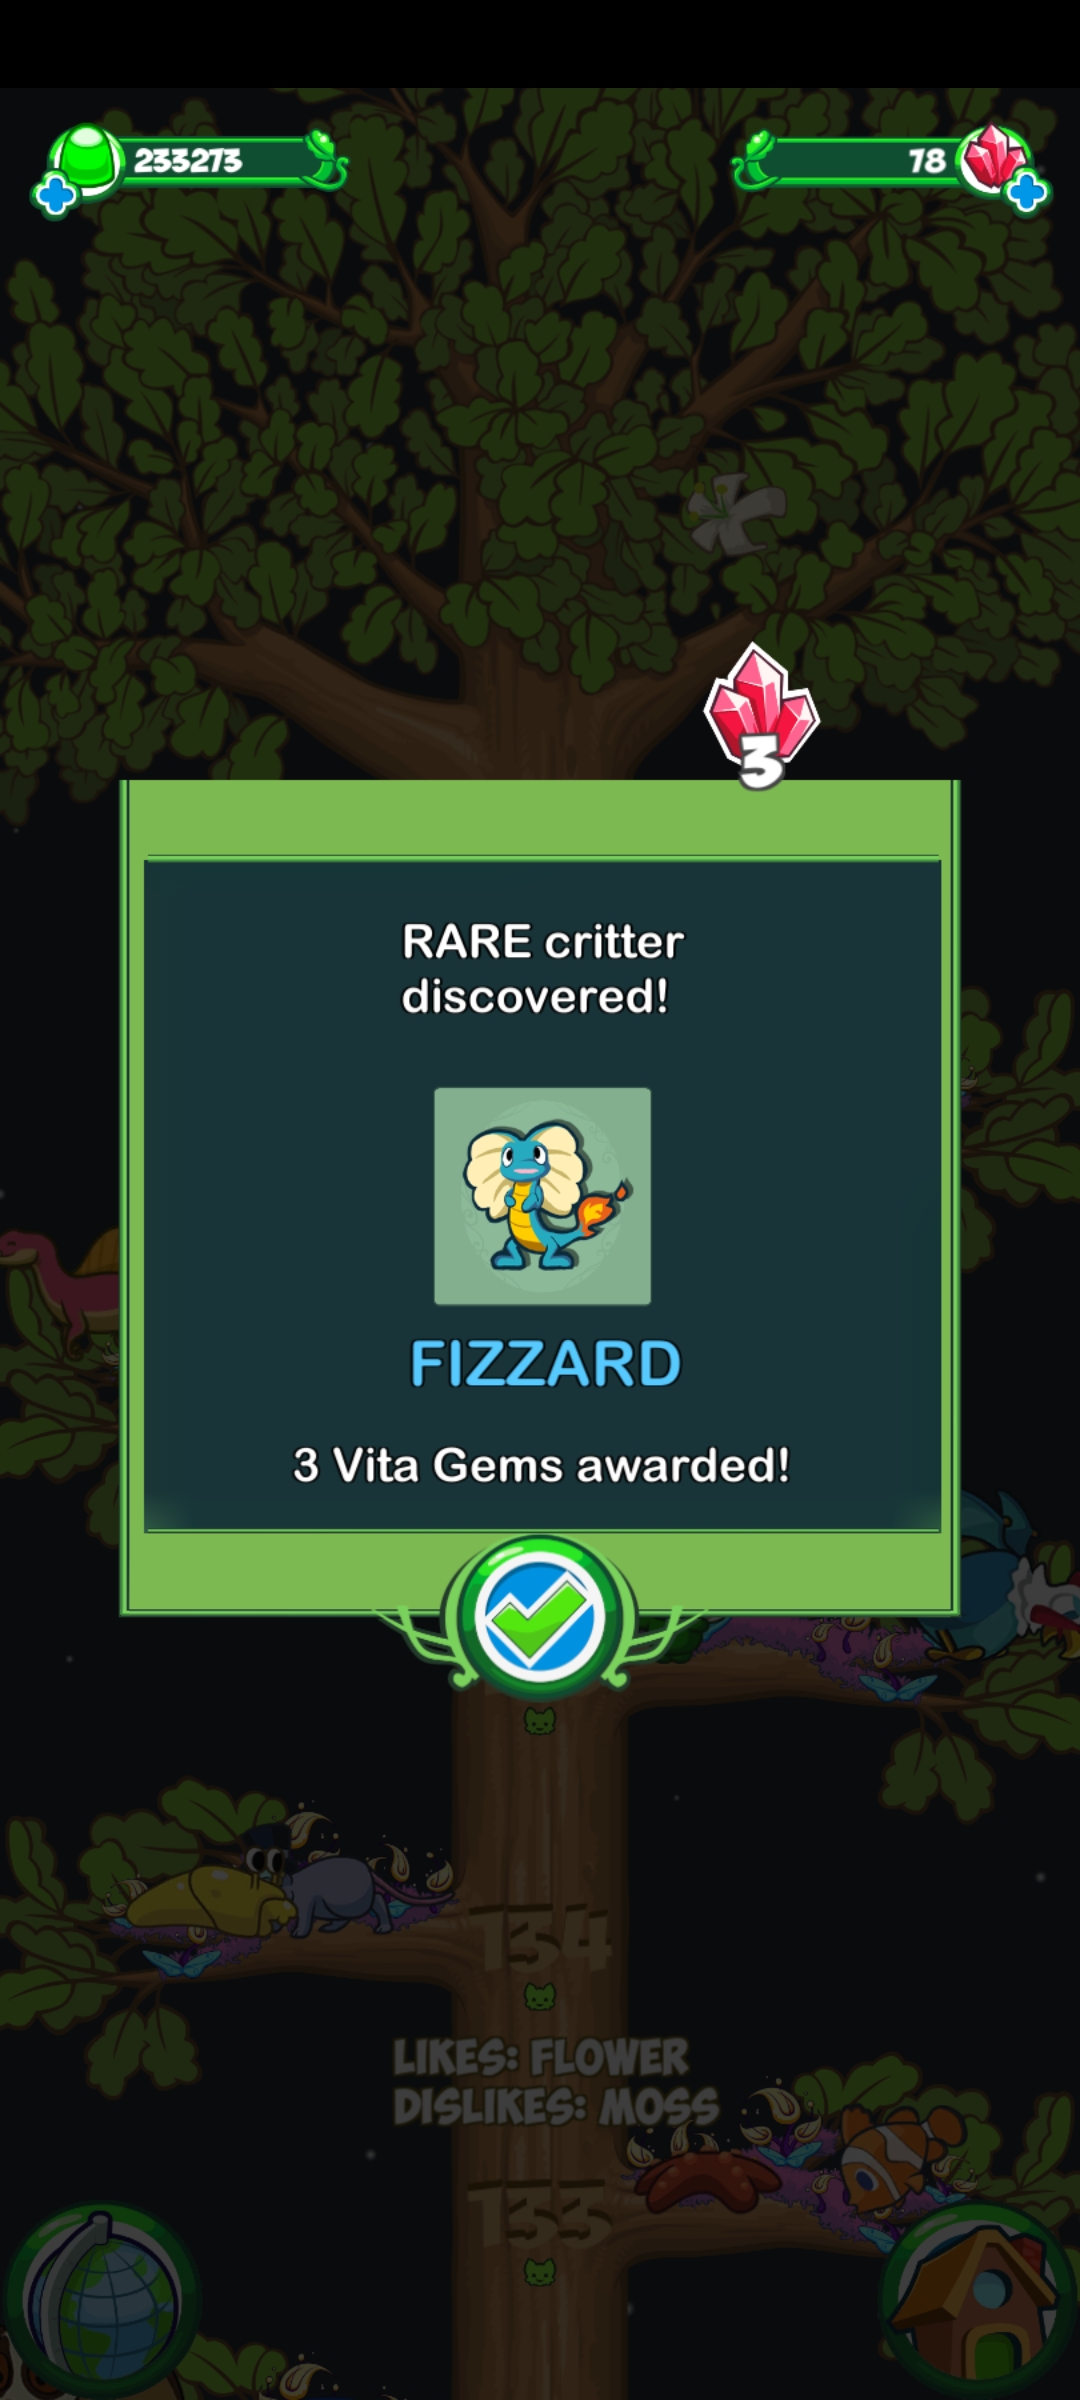 233273
78
3
RARE critter
discovered!
FIZZARD
3 Vita Gems awarded!
134
LIKES: FLOWER
DISLIKES: MOSS
133